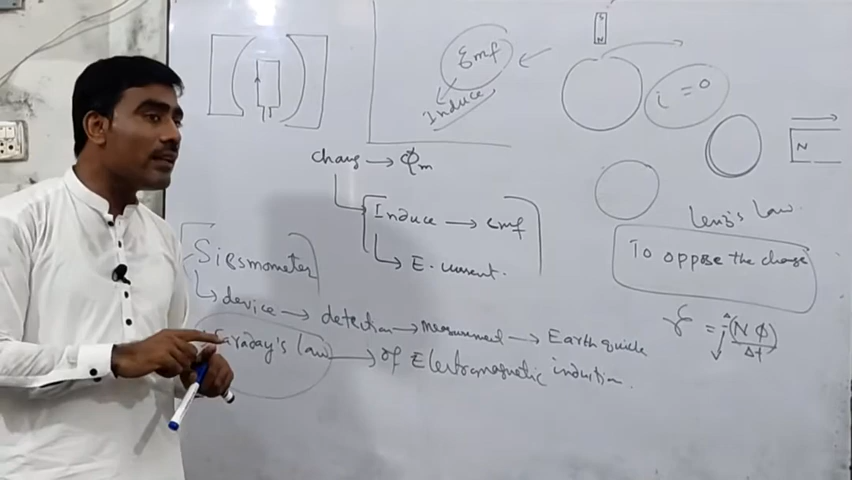 S
N
Emf
Induce
i = 0
N
chang → Φm
Induce → emf
E. current.
Lenz's Law.
To oppose the change
Siesmometer
device → detection → measurement → Earth quick
Faraday's law → of Electromagnetic induction.
ε = -Δ(NΦ)
Δt